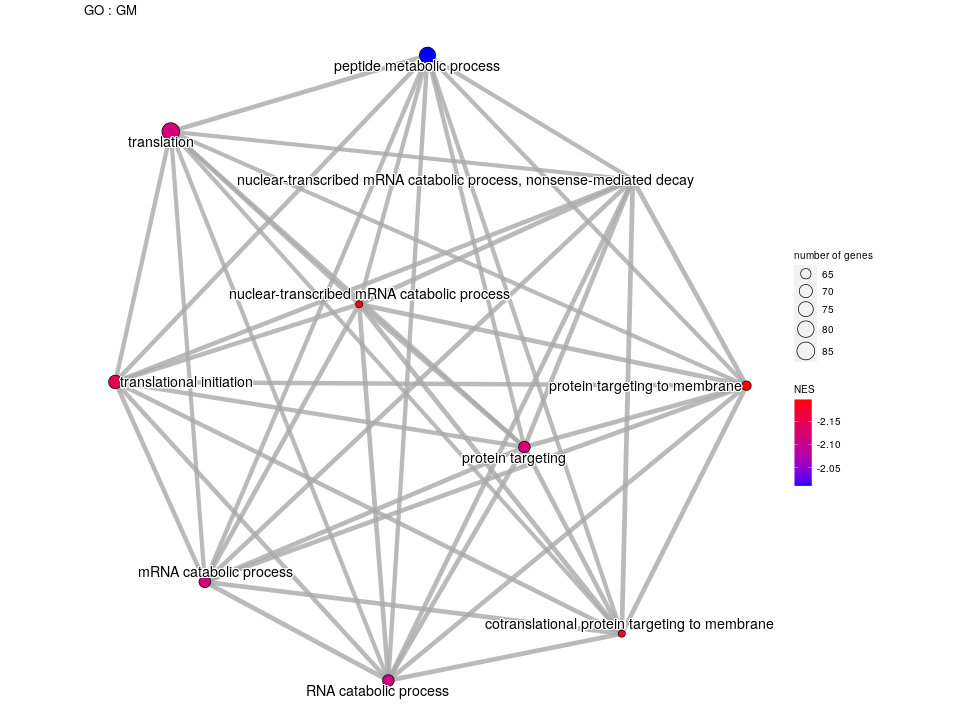 GO : GM
peptide metabolic process
translation
nuclear-transcribed mRNA catabolic process, nonsense-mediated decay
number of genes
65
70
75
80
85
nuclear-transcribed mRNA catabolic process
translational initiation
protein targeting to membrane
NES
-2.15
-2.10
-2.05
protein targeting
mRNA catabolic process
cotranslational protein targeting to membrane
RNA catabolic process